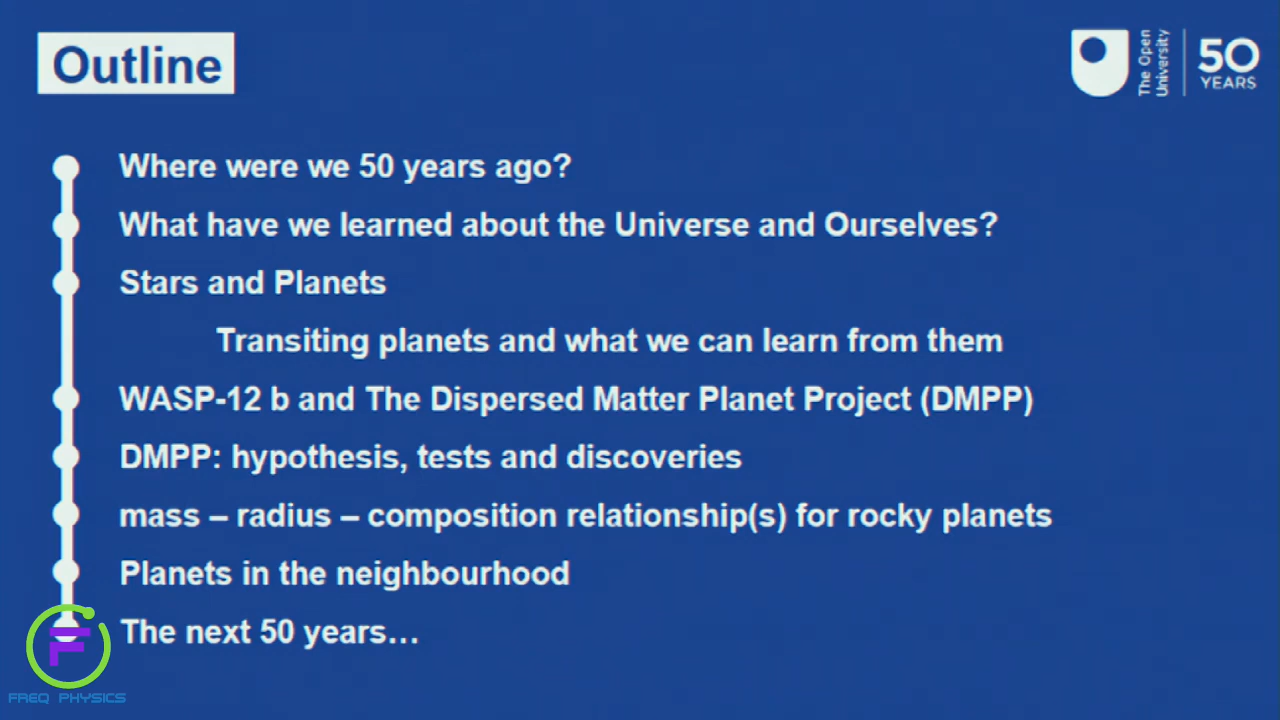 Outline
The Open
University
50
YEARS
Where were we 50 years ago?
What have we learned about the Universe and Ourselves?
Stars and Planets
Transiting planets and what we can learn from them
WASP-12 b and The Dispersed Matter Planet Project (DMPP)
DMPP: hypothesis, tests and discoveries
mass – radius – composition relationship(s) for rocky planets
Planets in the neighbourhood
The next 50 years…
F
FREQ PHYSICS